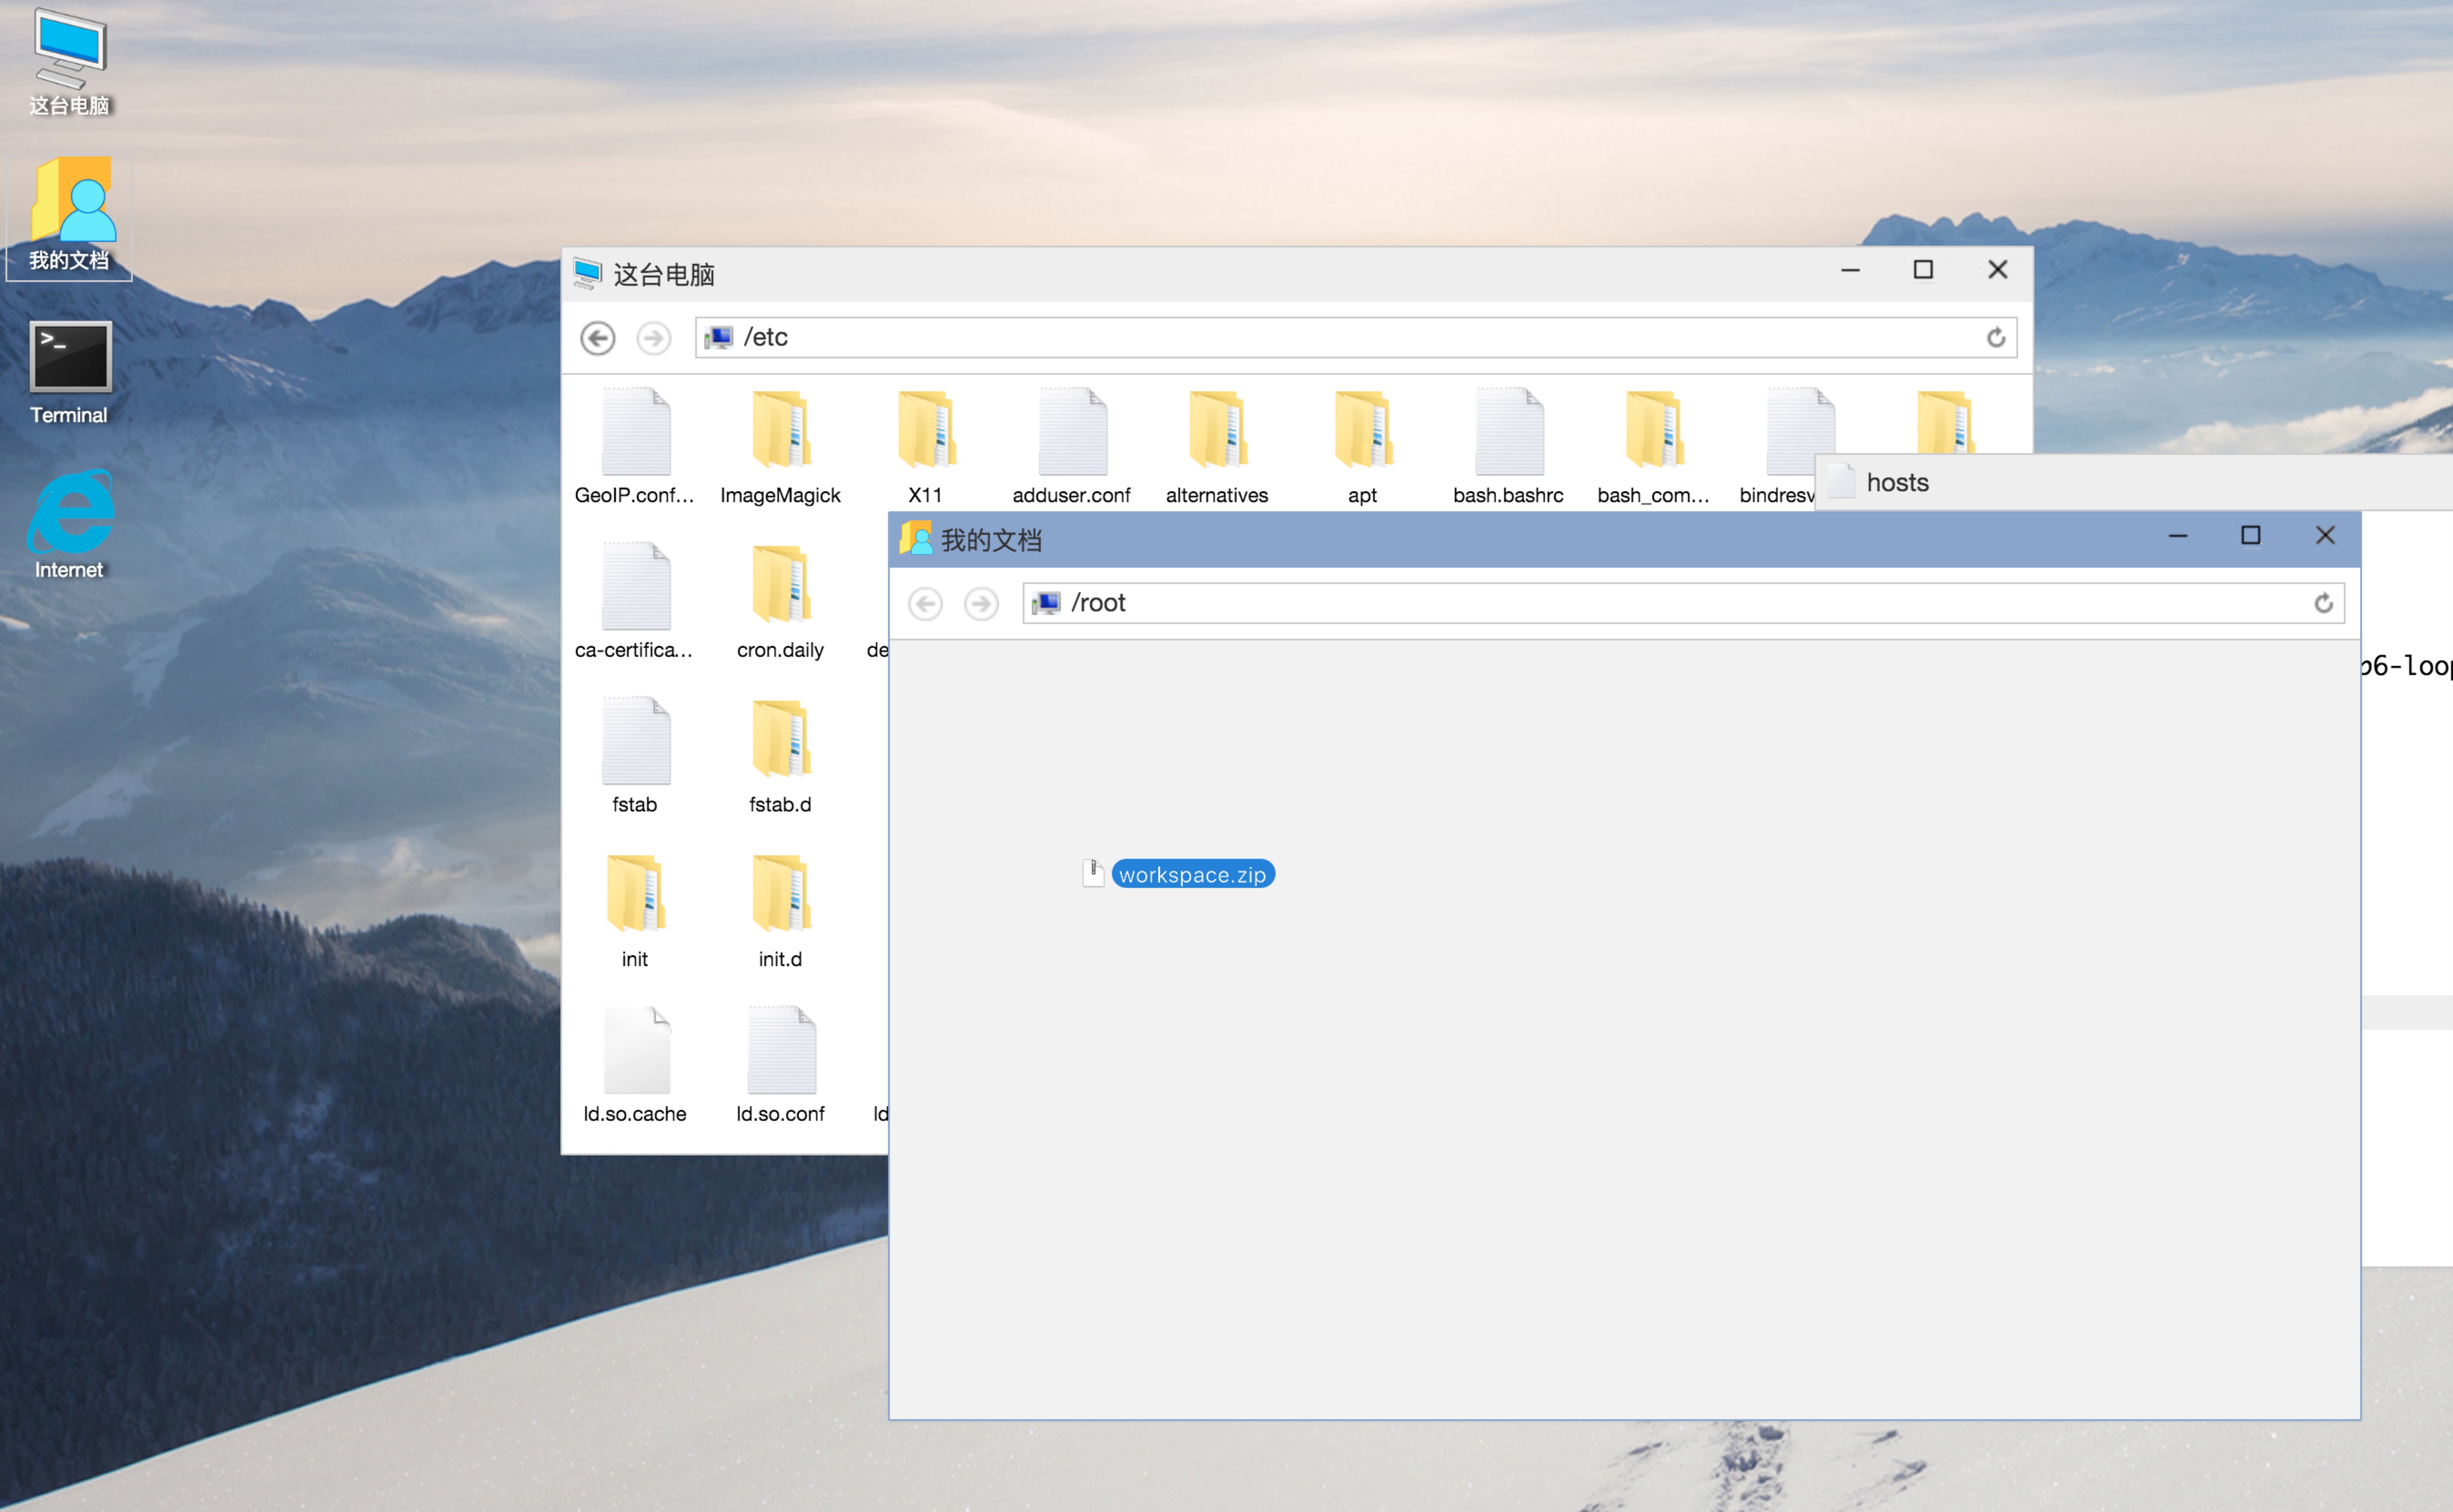 这台电脑
我的文档
Terminal
Internet
这台电脑
/etc
GeoIP.conf...
ImageMagick
X11
adduser.conf
alternatives
apt
bash.bashrc
bash_com...
bindresv
ca-certifica...
cron.daily
de
fstab
fstab.d
init
init.d
ld.so.cache
ld.so.conf
ld
hosts
6-loop
我的文档
/root
workspace.zip